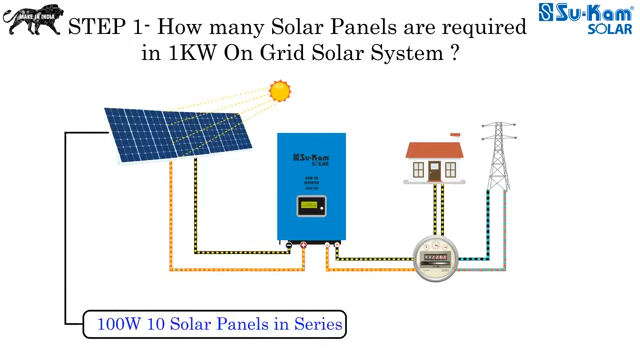 MAKE IN INDIA
STEP 1- How many Solar Panels are required
in 1KW On Grid Solar System ?
Su-Kam
SOLAR
Su-Kam
SOLAR
100W 10 Solar Panels in Series